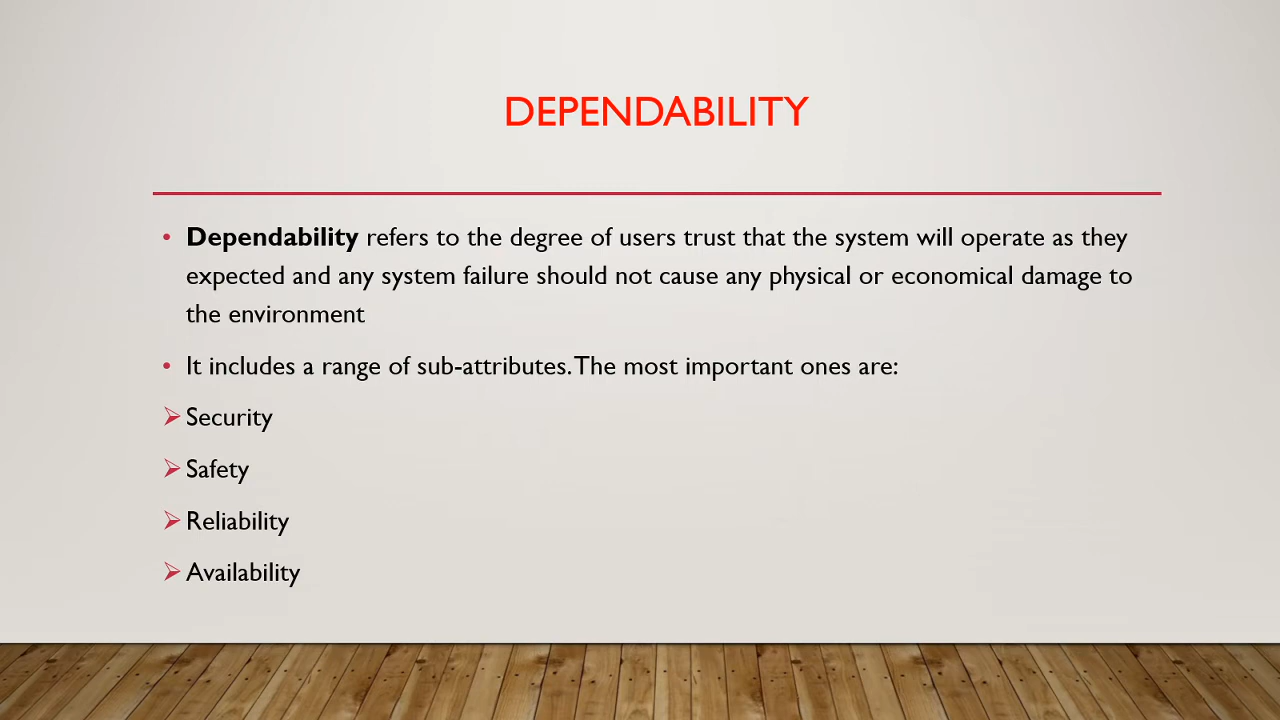 DEPENDABILITY
• Dependability refers to the degree of users trust that the system will operate as they
expected and any system failure should not cause any physical or economical damage to
the environment
• It includes a range of sub-attributes. The most important ones are:
➢ Security
➢ Safety
➢ Reliability
➢ Availability